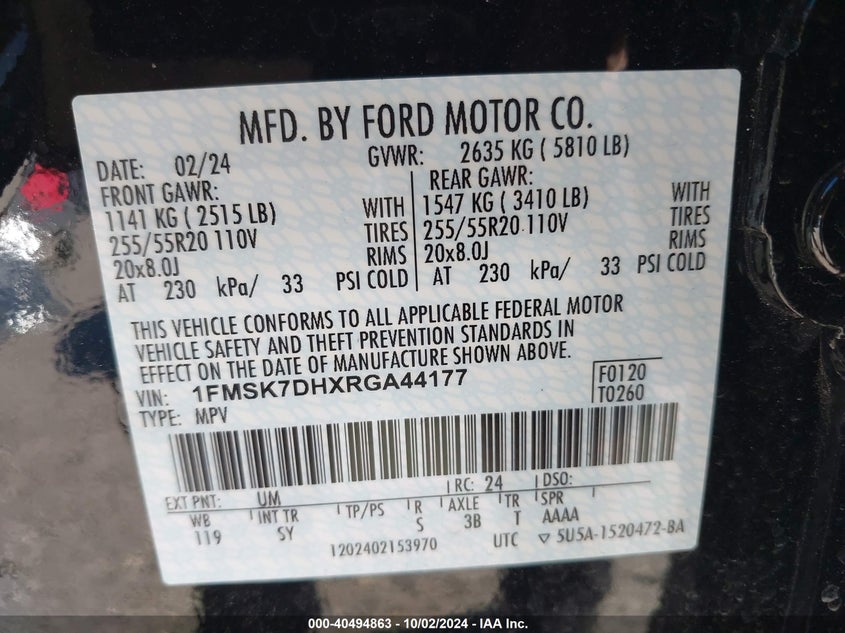 MFD. BY FORD MOTOR CO.
DATE: 02/24 GVWR: 2635 KG ( 5810 LB)
FRONT GAWR: REAR GAWR:
1141 KG ( 2515 LB) WITH 1547 KG ( 3410 LB) WITH
255/55R20 110V TIRES 255/55R20 110V TIRES
20x8.0J RIMS 20x8.0J RIMS
AT 230 kPa/ 33 PSI COLD AT 230 kPa/ 33 PSI COLD
THIS VEHICLE CONFORMS TO ALL APPLICABLE FEDERAL MOTOR
VEHICLE SAFETY AND THEFT PREVENTION STANDARDS IN
EFFECT ON THE DATE OF MANUFACTURE SHOWN ABOVE.
VIN: 1FMSK7DHXRGA44177 F0120
TYPE: MPV T0260
EXT PNT: UM RC: 24 DSO:
WB INT TR TP/PS R AXLE TR SPR
119 SY S 3B T AAAA
1202402153970 UTC ▽ 5U5A-1520472-BA
000-40494863 - 10/02/2024 - IAA Inc.